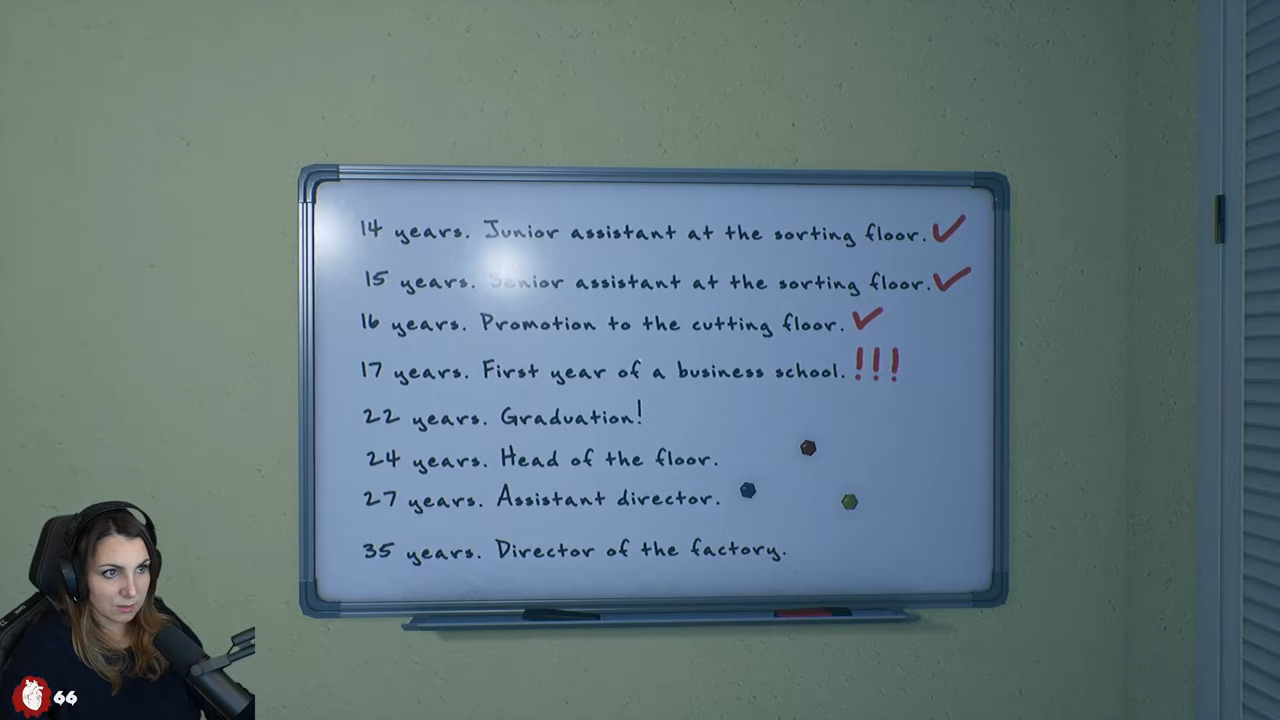 14 years. Junior assistant at the sorting floor.
15 years. Senior assistant at the sorting floor.
16 years. Promotion to the cutting floor.
17 years. First year of a business school. !!!
22 years. Graduation!
24 years. Head of the floor.
27 years. Assistant director.
35 years. Director of the factory.
66